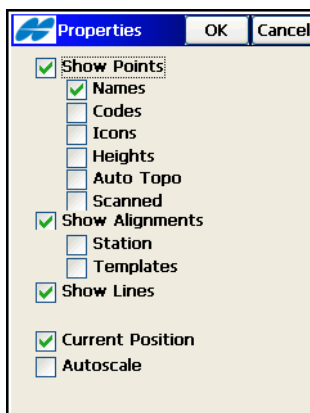 Properties OK Cancel
Show Points
Names
Codes
Icons
Heights
Auto Topo
Scanned
Show Alignments
Station
Templates
Show Lines
Current Position
Autoscale